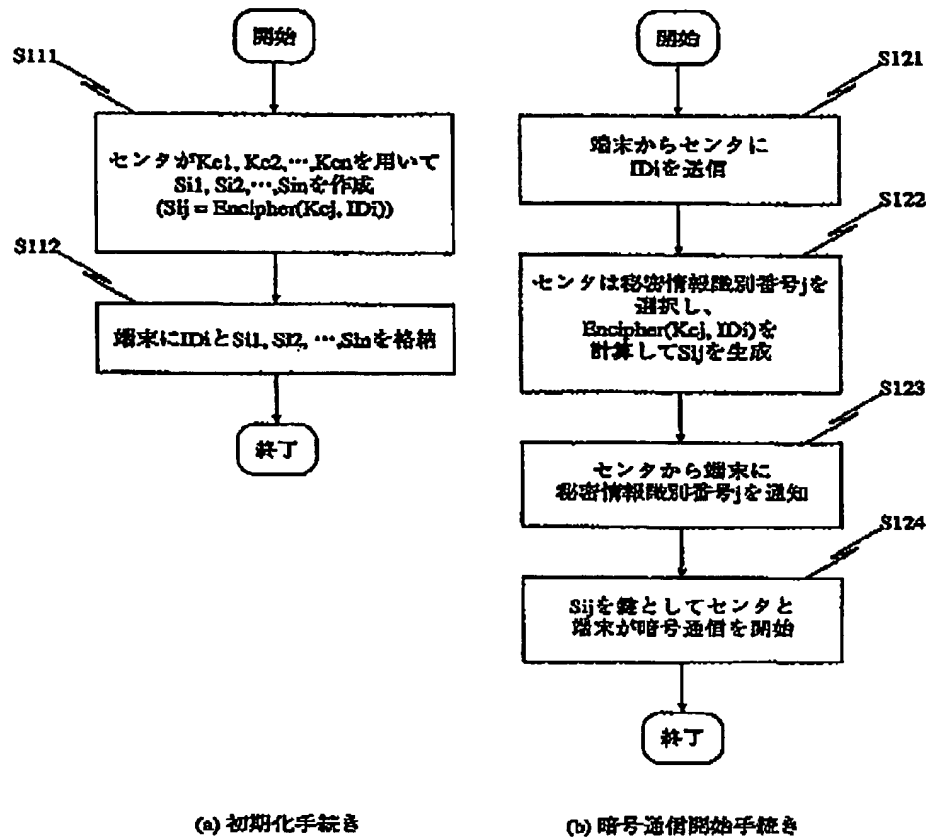 開始
S111
センタがKc1, Kc2,…,Kcnを用いて
Si1, Si2,…,Sinを作成
(Sij = Encipher(Kcj, IDi))
S112
端末にIDiとSi1, Si2, …,Sinを格納
終了
(a) 初期化手続き
開始
S121
端末からセンタに
IDiを送信
S122
センタは秘密情報識別番号jを
選択し、
Encipher(Kcj, IDi)を
計算してSijを生成
S123
センタから端末に
秘密情報識別番号jを通知
S124
Sijを鍵としてセンタと
端末が暗号通信を開始
終了
(b) 暗号通信開始手続き